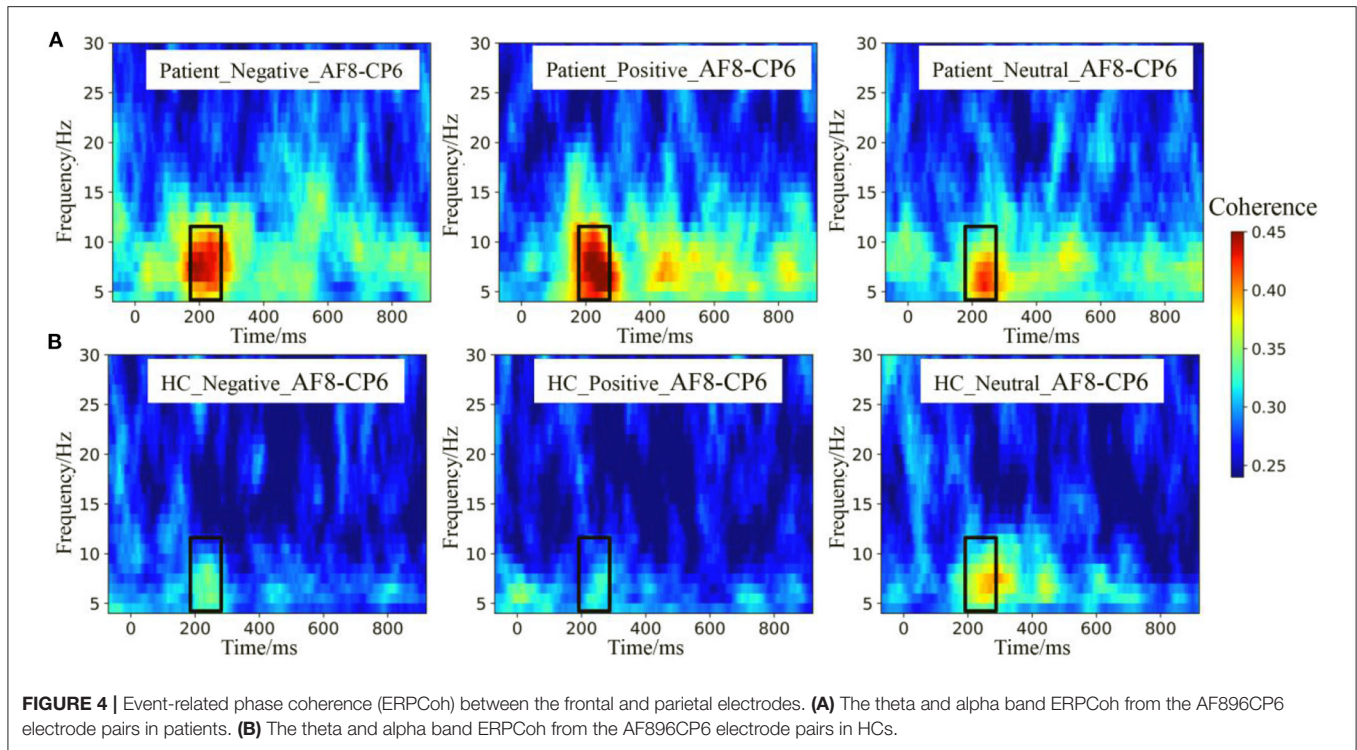 A
30
25
20
15
10
5
Frequency/Hz
Patient_Negative_AF8-CP6
0 200 400 600 800
Time/ms
Patient_Positive_AF8-CP6
30
25
20
15
10
5
Frequency/Hz
0 200 400 600 800
Time/ms
Patient_Neutral_AF8-CP6
30
25
20
15
10
5
Frequency/Hz
0 200 400 600 800
Time/ms
Coherence
0.45
0.40
0.35
0.30
0.25
B
30
25
20
15
10
5
Frequency/Hz
HC_Negative_AF8-CP6
0 200 400 600 800
Time/ms
HC_Positive_AF8-CP6
30
25
20
15
10
5
Frequency/Hz
0 200 400 600 800
Time/ms
HC_Neutral_AF8-CP6
30
25
20
15
10
5
Frequency/Hz
0 200 400 600 800
Time/ms
FIGURE 4 | Event-related phase coherence (ERPCoh) between the frontal and parietal electrodes. (A) The theta and alpha band ERPCoh from the AF896CP6
electrode pairs in patients. (B) The theta and alpha band ERPCoh from the AF896CP6 electrode pairs in HCs.